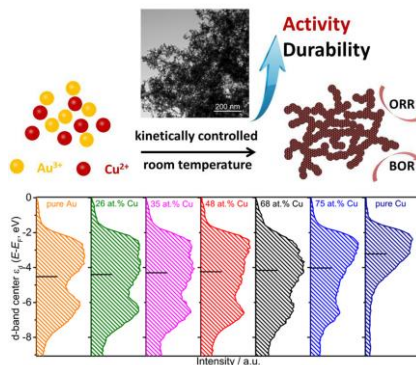 Activity
Durability
200 nm
ORR
kinetically controlled
room temperature
Au³⁺
Cu²⁺
BOR
pure Au
26 at.% Cu
35 at.% Cu
48 at.% Cu
68 at.% Cu
75 at.% Cu
pure Cu
0
-2
-4
-6
-8
d-band center εd (E-EF, eV)
Intensity / a.u.